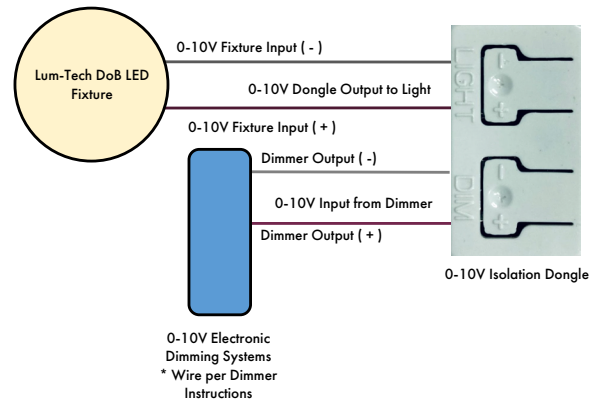 0-10V Fixture Input ( - )
Lum-Tech DoB LED
Fixture
0-10V Dongle Output to Light
0-10V Fixture Input ( + )
LIGHT
-
+
Dimmer Output ( -)
0-10V Input from Dimmer
Dimmer Output ( + )
DIM
-
+
0-10V Isolation Dongle
0-10V Electronic
Dimming Systems
* Wire per Dimmer
Instructions